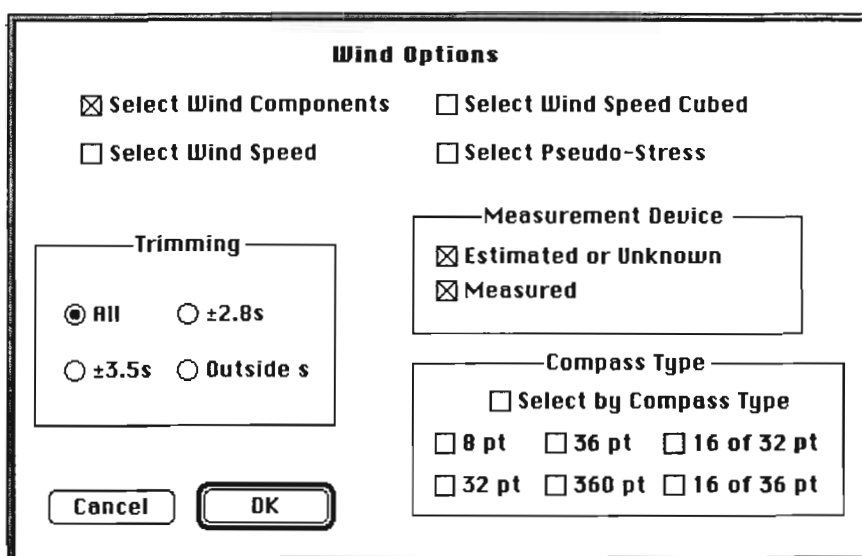 Wind Options
Select Wind Components
Select Wind Speed Cubed
Select Wind Speed
Select Pseudo-Stress
Measurement Device
Estimated or Unknown
Measured
Trimming
All
±2.8s
±3.5s
Outside s
Compass Type
Select by Compass Type
8 pt
36 pt
16 of 32 pt
32 pt
360 pt
16 of 36 pt
Cancel
OK